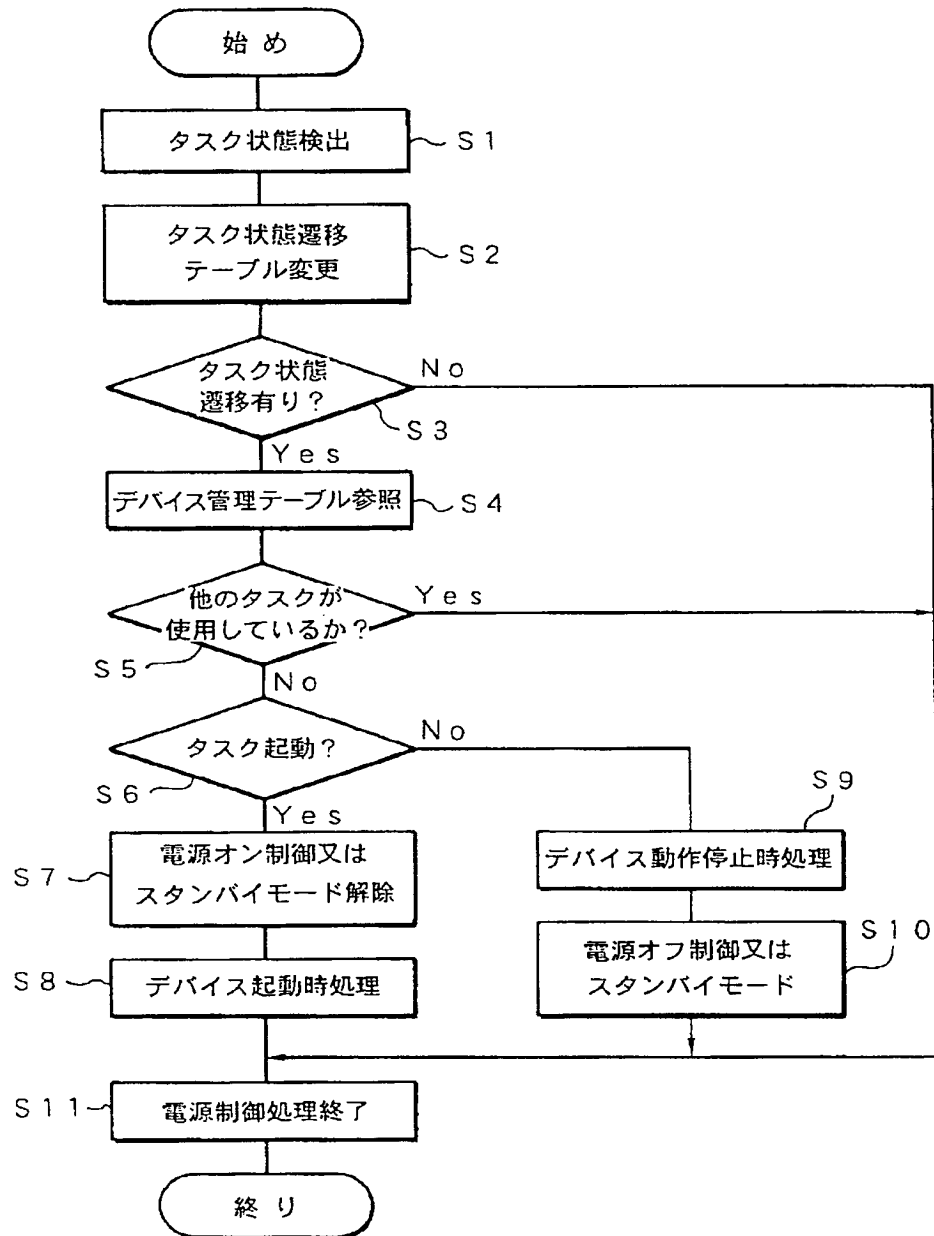 始め
タスク状態検出
S1
タスク状態遷移
テーブル変更
S2
タスク状態
遷移有り?
No
S3
Yes
デバイス管理テーブル参照
S4
他のタスクが
使用しているか?
Yes
S5
No
タスク起動?
No
S6
Yes
S7
電源オン制御又は
スタンバイモード解除
S8
デバイス起動時処理
S9
デバイス動作停止時処理
S10
電源オフ制御又は
スタンバイモード
S11
電源制御処理終了
終り